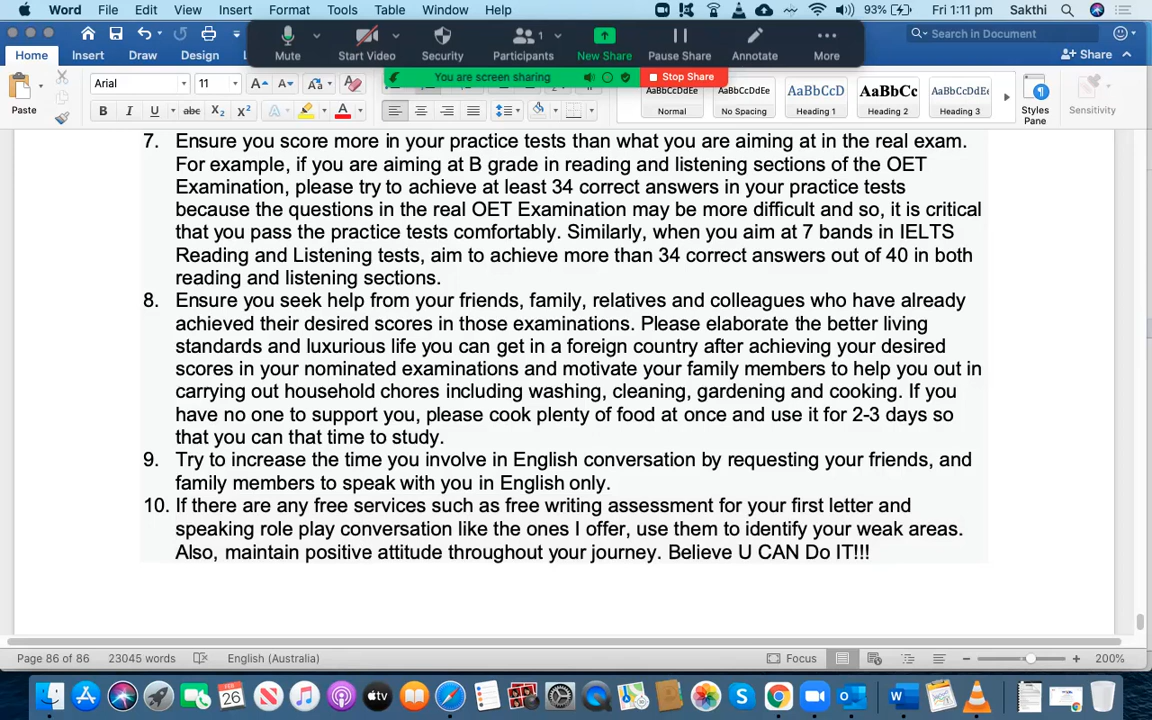 Word File Edit View Insert Format Tools Table Window Help 93% Fri 1:11 pm Sakthi
Mute Start Video Security Participants 1 New Share Pause Share Annotate More
Search in Document
Home Insert Draw Design Share
You are screen sharing Stop Share
Paste Arial 11 AaBbCcDdEe AaBbCcDdEe AaBbCcD AaBbCc AaBbCcDdEe
Normal No Spacing Heading 1 Heading 2 Heading 3 Styles Pane Sensitivity
7. Ensure you score more in your practice tests than what you are aiming at in the real exam.
For example, if you are aiming at B grade in reading and listening sections of the OET
Examination, please try to achieve at least 34 correct answers in your practice tests
because the questions in the real OET Examination may be more difficult and so, it is critical
that you pass the practice tests comfortably. Similarly, when you aim at 7 bands in IELTS
Reading and Listening tests, aim to achieve more than 34 correct answers out of 40 in both
reading and listening sections.
8. Ensure you seek help from your friends, family, relatives and colleagues who have already
achieved their desired scores in those examinations. Please elaborate the better living
standards and luxurious life you can get in a foreign country after achieving your desired
scores in your nominated examinations and motivate your family members to help you out in
carrying out household chores including washing, cleaning, gardening and cooking. If you
have no one to support you, please cook plenty of food at once and use it for 2-3 days so
that you can that time to study.
9. Try to increase the time you involve in English conversation by requesting your friends, and
family members to speak with you in English only.
10. If there are any free services such as free writing assessment for your first letter and
speaking role play conversation like the ones I offer, use them to identify your weak areas.
Also, maintain positive attitude throughout your journey. Believe U CAN Do IT!!!
Page 86 of 86 23045 words English (Australia) Focus 200%
FEB 26 tv